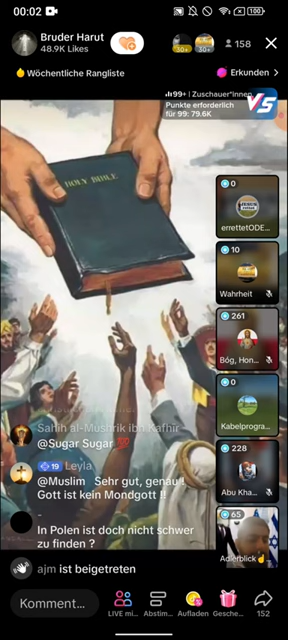 00:02
100
Bruder Harut
48.9K Likes
30+
30+
158
Wöchentliche Rangliste
Erkunden >
99+ | Zuschauer*innen
Punkte erforderlich
für 99: 79.6K
VS
HOLY BIBLE
0
JESUS
errettetODE...
10
Wahrheit
261
Bóg, Hon...
0
Kabelprogra...
228
Abu Kha...
65
Adlerblick☝
Sahih al-Mushrik ibn Kafhir
@Sugar Sugar 💯
19 Leyla
@Muslim Sehr gut, genau !
Gott ist kein Mondgott !!
-
In Polen ist doch nicht schwer
zu finden ?
ajm ist beigetreten
Komment...
LIVE mi...
Abstim...
Aufladen
Gesche...
152